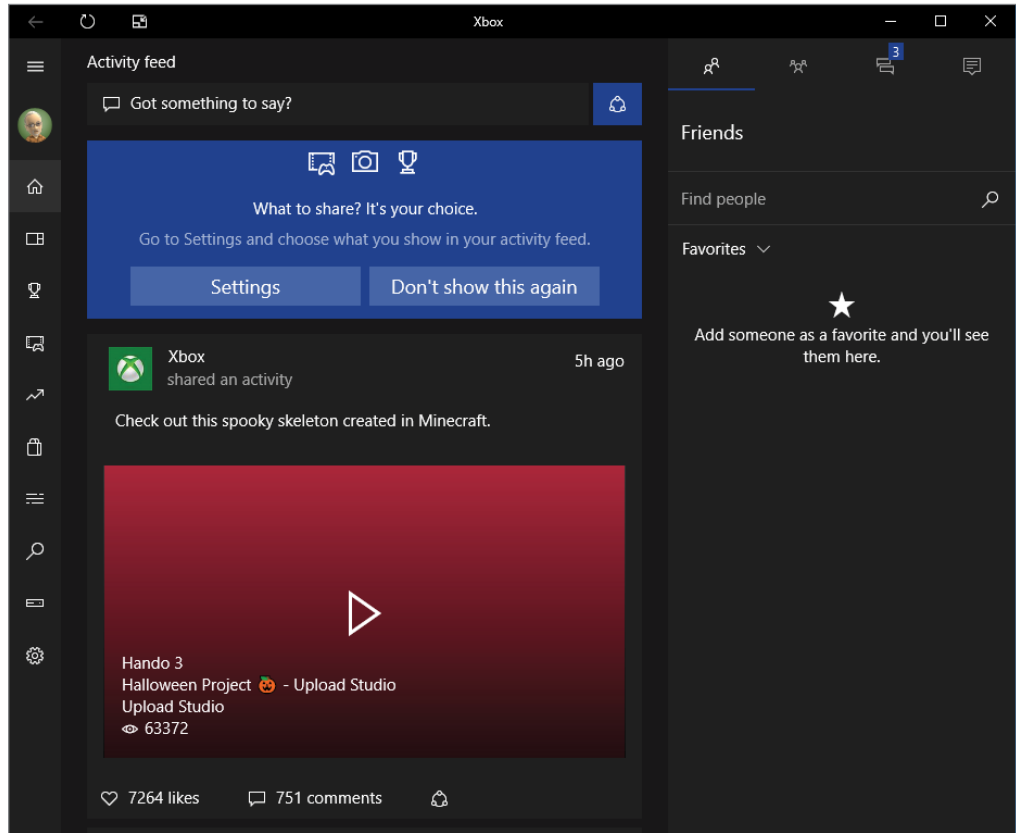 Xbox
Activity feed
Got something to say?
What to share? It's your choice.
Go to Settings and choose what you show in your activity feed.
Settings
Don't show this again
Xbox
shared an activity
5h ago
Check out this spooky skeleton created in Minecraft.
Hando 3
Halloween Project 🎃 - Upload Studio
Upload Studio
63372
7264 likes
751 comments
3
Friends
Find people
Favorites
Add someone as a favorite and you'll see
them here.